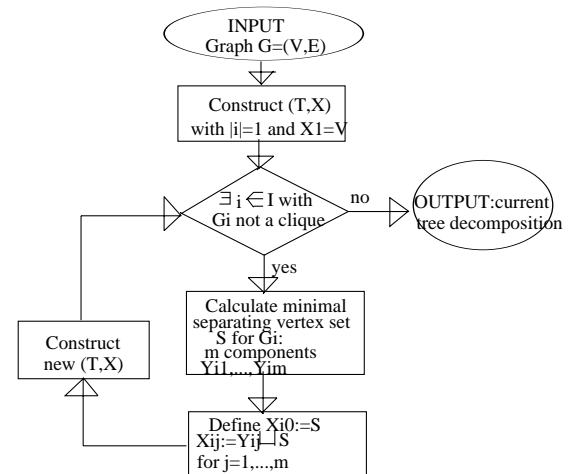 INPUT
Graph G=(V,E)
Construct (T,X)
with |i|=1 and X1=V
∃ i ∈ I with
Gi not a clique
no
OUTPUT:current
tree decomposition
yes
Calculate minimal
separating vertex set
S for Gi:
m components
Yi1,...,Yim
Construct
new (T,X)
Define Xi0:=S
Xij:=Yij⊔S
for j=1,...,m